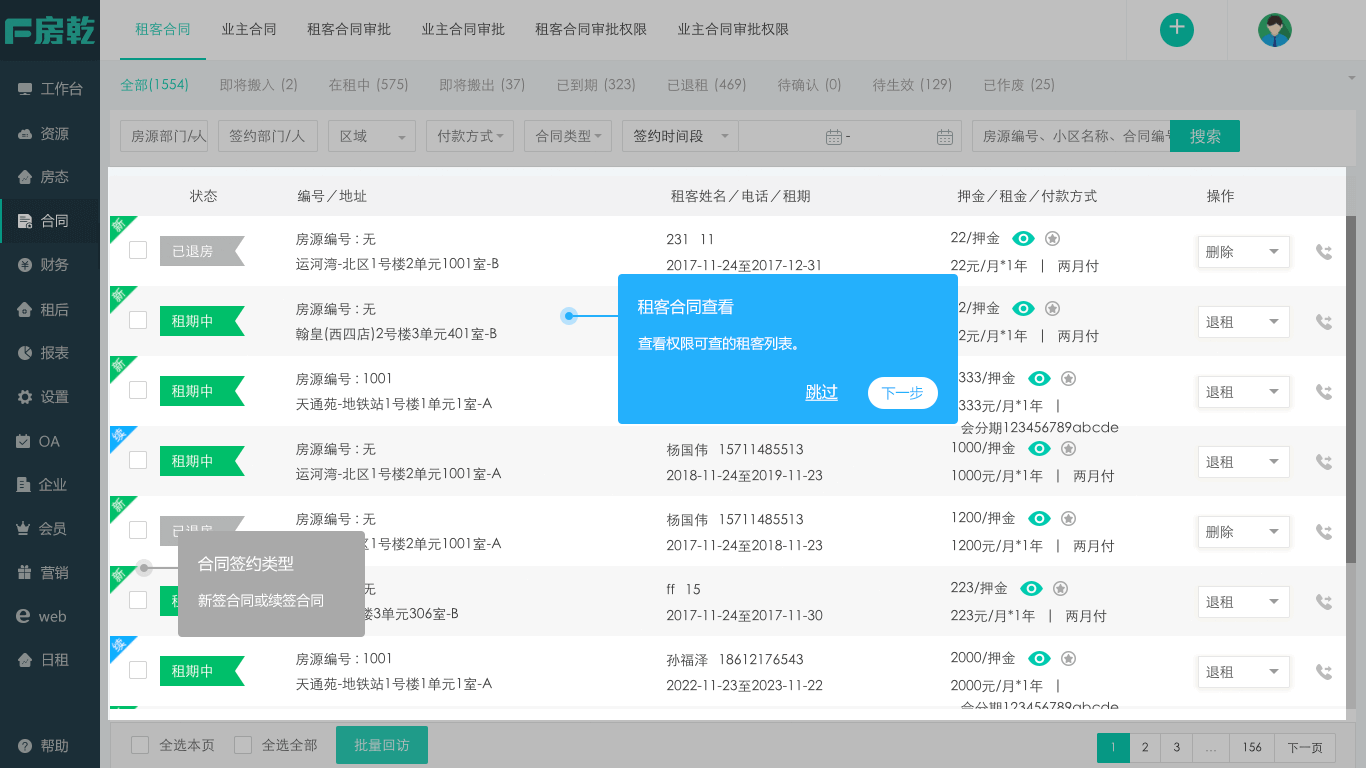 房乾
租客合同 业主合同 租客合同审批 业主合同审批 租客合同审批权限 业主合同审批权限
全部(1554) 即将搬入 (2) 在租中 (575) 即将搬出 (37) 已到期 (323) 已退租 (469) 待确认 (0) 待生效 (129) 已作废 (25)
房源部门/人 签约部门/人 区域 付款方式 合同类型 签约时间段 - 房源编号、小区名称、合同编号 搜索
工作台
资源
房态
合同
财务
租后
报表
设置
OA
企业
会员
营销
web
日租
帮助
状态 编号／地址 租客姓名／电话／租期 押金／租金／付款方式 操作
新
已退房
房源编号 : 无
运河湾-北区1号楼2单元1001室-B
231 11
2017-11-24至2017-12-31
22/押金
22元/月*1年 | 两月付
删除
新
租期中
房源编号 : 无
翰皇(西四店)2号楼3单元401室-B
2/押金
2元/月*1年 | 两月付
退租
租客合同查看
查看权限可查的租客列表。
跳过 下一步
新
租期中
房源编号 : 1001
天通苑-地铁站1号楼1单元1室-A
333/押金
333元/月*1年 |
会分期123456789abcde
退租
续
租期中
房源编号 : 无
运河湾-北区1号楼2单元1001室-A
杨国伟 15711485513
2018-11-24至2019-11-23
1000/押金
1000元/月*1年 | 两月付
退租
新
已退房
房源编号 : 无
区1号楼2单元1001室-A
杨国伟 15711485513
2017-11-24至2018-11-23
1200/押金
1200元/月*1年 | 两月付
删除
合同签约类型
新签合同或续签合同
新
租
无
楼3单元306室-B
ff 15
2017-11-24至2017-11-30
223/押金
223元/月*1年 | 两月付
退租
续
租期中
房源编号 : 1001
天通苑-地铁站1号楼1单元1室-A
孙福泽 18612176543
2022-11-23至2023-11-22
2000/押金
2000元/月*1年 |
会分期123456789abcde
退租
全选本页 全选全部 批量回访
1 2 3 ... 156 下一页